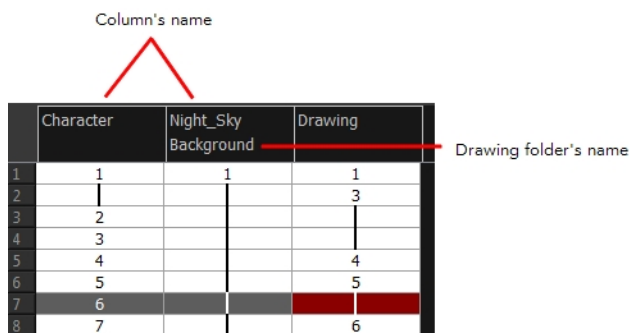 Column's name
Character Night_Sky Drawing
Background
Drawing folder's name
1 1 1 1
2 3
3 2
4 3
5 4 4
6 5 5
7 6
8 7 6